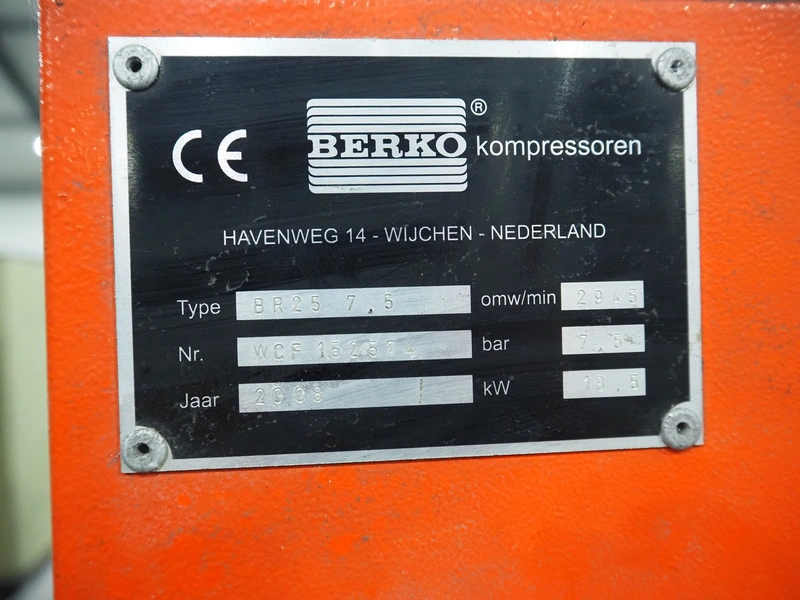 CE BERKO® kompressoren
HAVENWEG 14 - WIJCHEN - NEDERLAND
Type BR25 7.5 omw/min 2945
Nr. WCF 152574 bar 7.5
Jaar 2008 kW 18.5